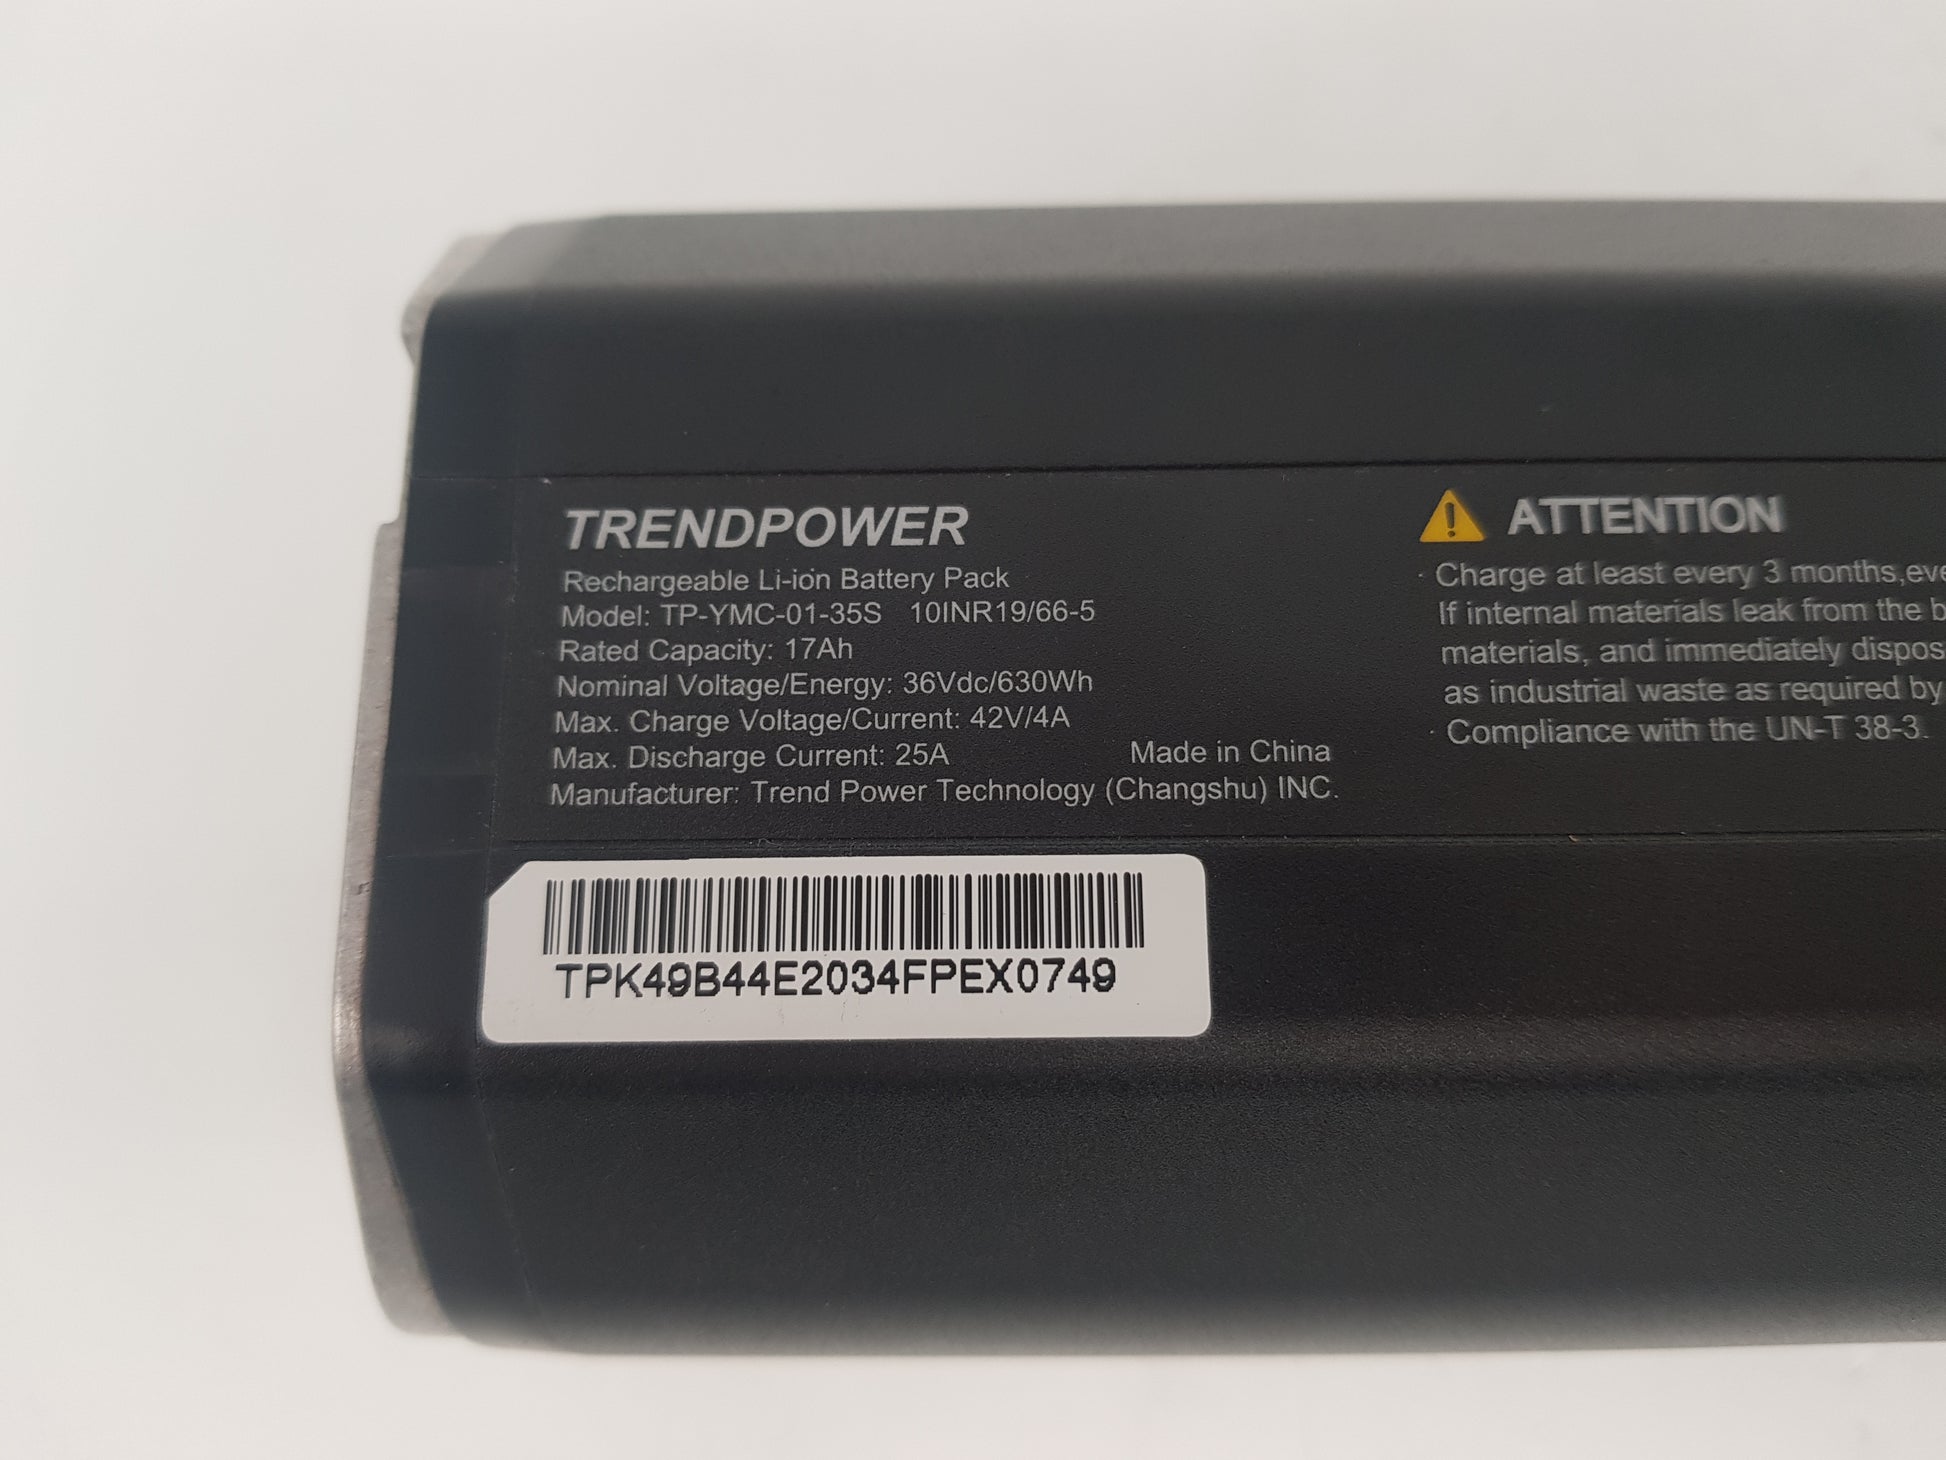 TRENDPOWER
Rechargeable Li-ion Battery Pack
Model: TP-YMC-01-35S 10INR19/66-5
Rated Capacity: 17Ah
Nominal Voltage/Energy: 36Vdc/630Wh
Max. Charge Voltage/Current: 42V/4A
Max. Discharge Current: 25A Made in China
Manufacturer: Trend Power Technology (Changshu) INC.
TPK49B44E2034FPEX0749
ATTENTION
· Charge at least every 3 months,
If internal materials leak from the
materials, and immediately
as industrial waste as required by
· Compliance with the UN-T 38-3.